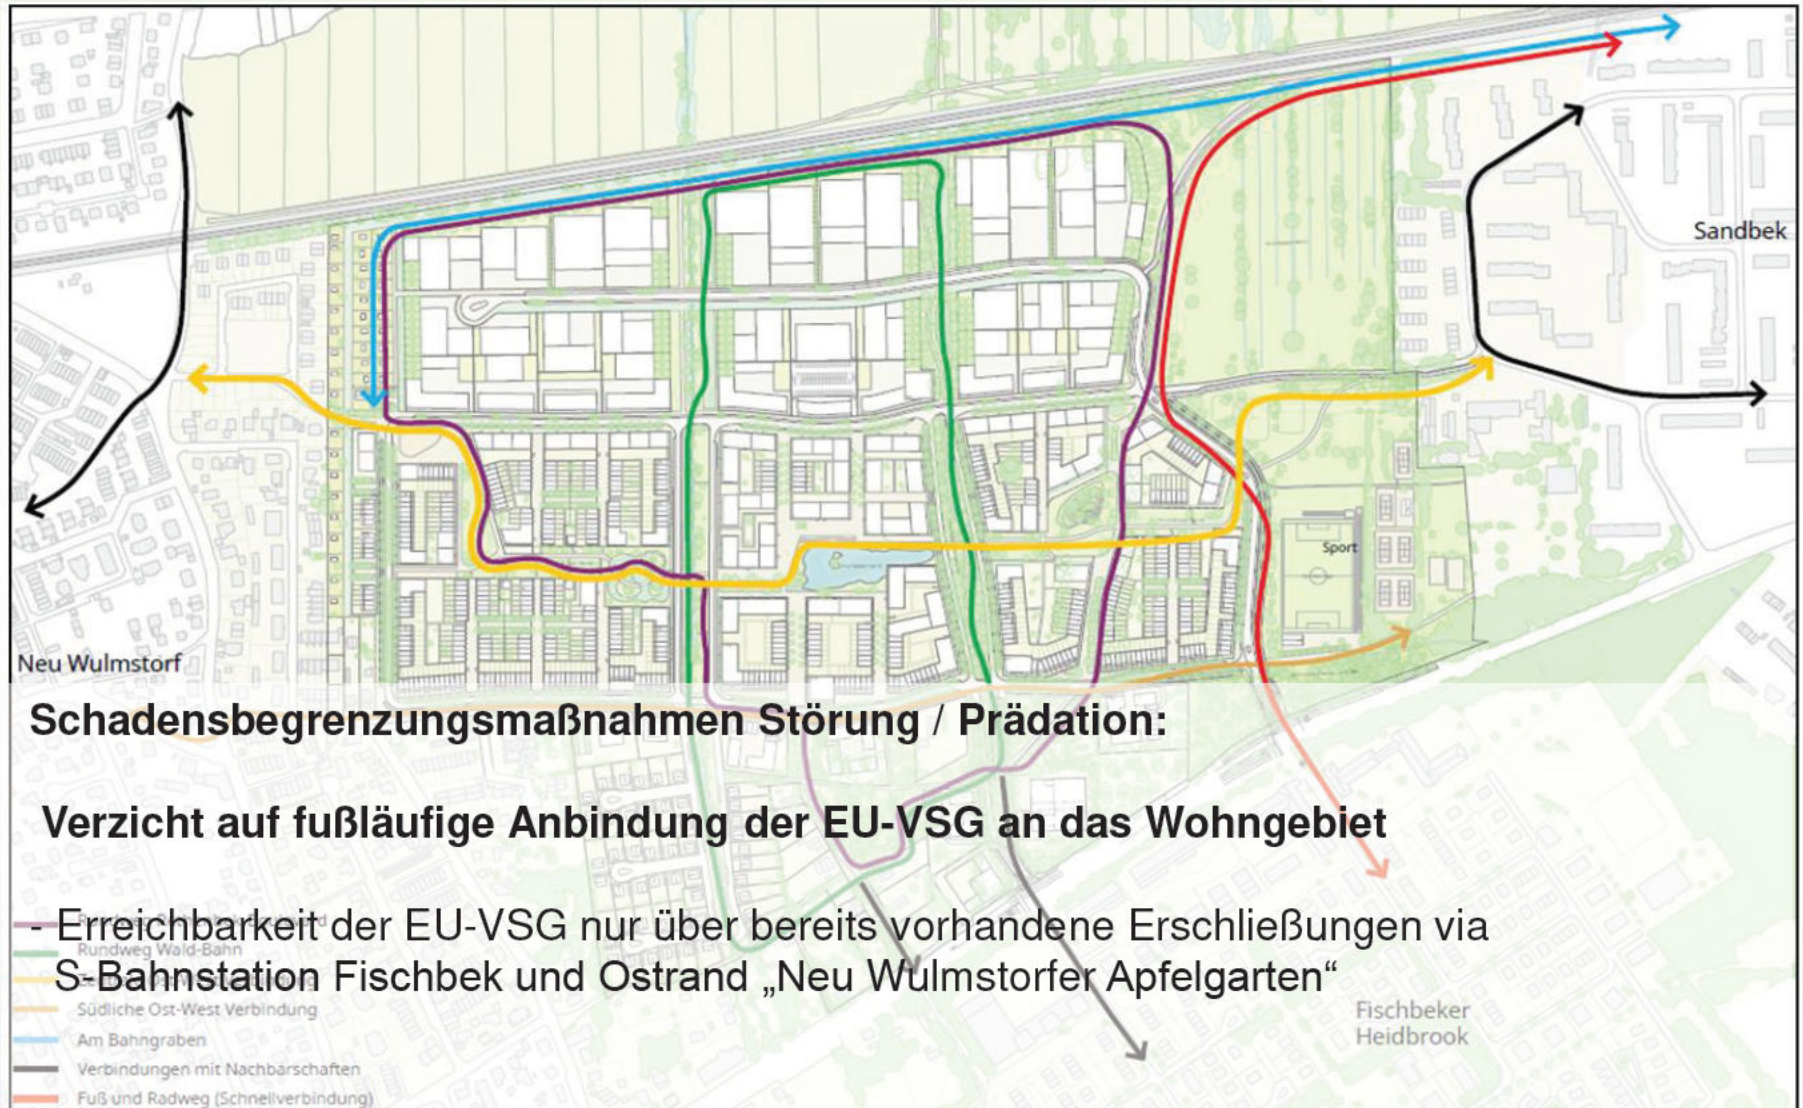 Sandbek
Sport
Neu Wulmstorf
Schadensbegrenzungsmaßnahmen Störung / Prädation:
Verzicht auf fußläufige Anbindung der EU-VSG an das Wohngebiet
- Erreichbarkeit der EU-VSG nur über bereits vorhandene Erschließungen via
S-Bahnstation Fischbek und Ostrand „Neu Wulmstorfer Apfelgarten“
Rundweg
Rundweg Wald-Bahn
Südliche Ost-West Verbindung
Am Bahngraben
Verbindungen mit Nachbarschaften
Fuß und Radweg (Schnellverbindung)
Fischbeker
Heidbrook